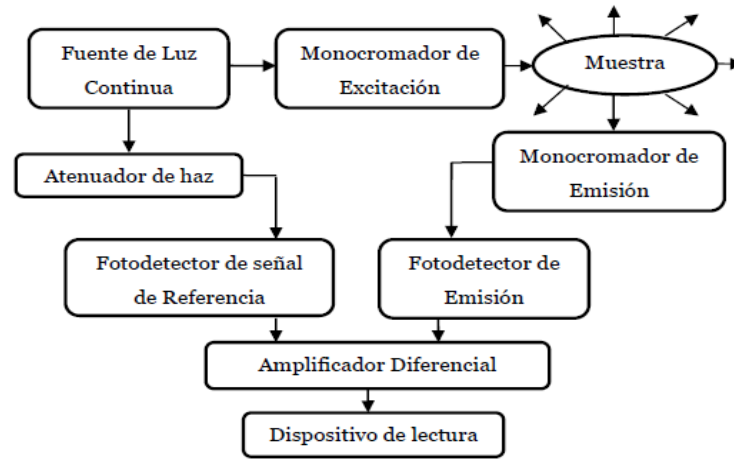 Fuente de Luz
Continua
Monocromador de
Excitación
Muestra
Atenuador de haz
Monocromador de
Emisión
Fotodetector de señal
de Referencia
Fotodetector de
Emisión
Amplificador Diferencial
Dispositivo de lectura